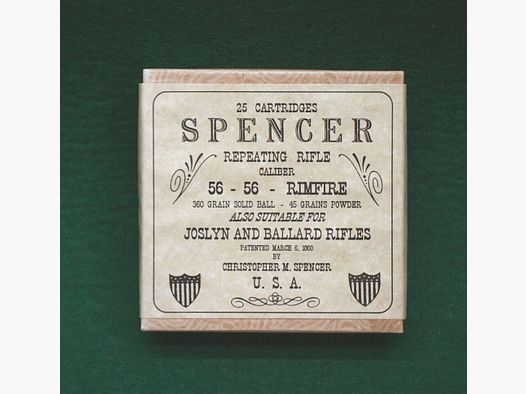 25 CARTRIDGES
SPENCER
REPEATING RIFLE
CALIBER
56 - 56 - RIMFIRE
360 GRAIN SOLID BALL - 45 GRAINS POWDER
ALSO SUITABLE FOR
JOSLYN AND BALLARD RIFLES
PATENTED MARCH 6, 1860
BY
CHRISTOPHER M. SPENCER
U. S. A.